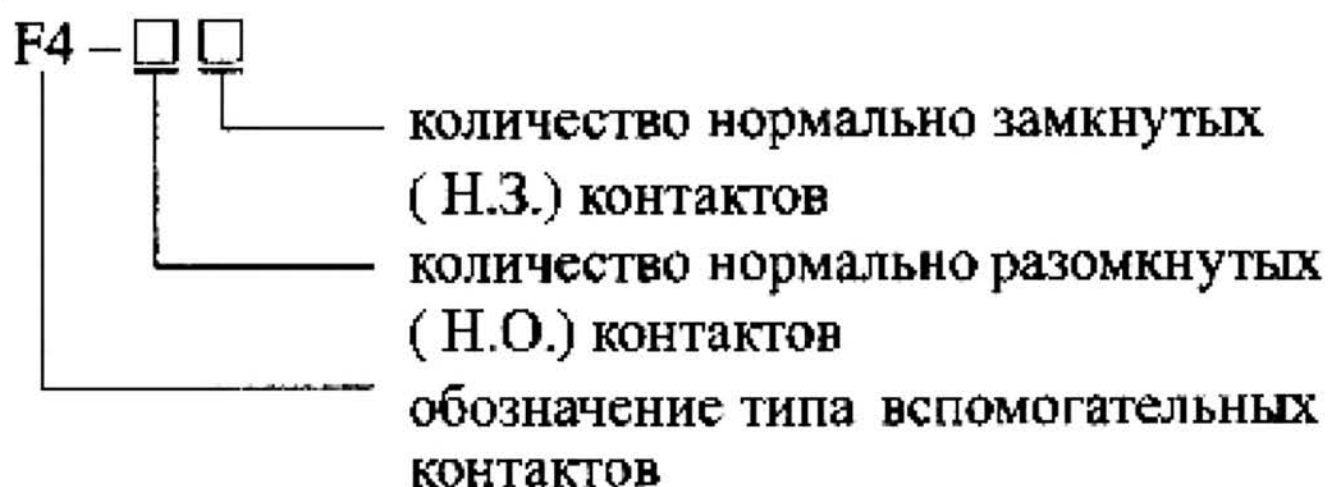 F4 – □ □
количество нормально замкнутых
( Н.З.) контактов
количество нормально разомкнутых
( Н.О.) контактов
обозначение типа вспомогательных
контактов